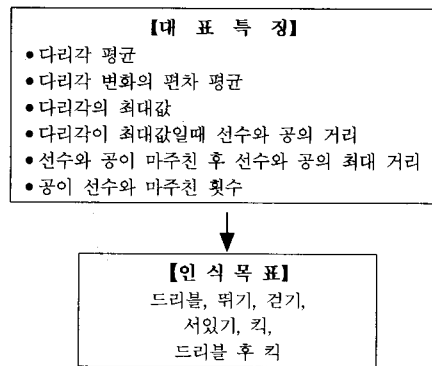 【대 표 특 징】
• 다리각 평균
• 다리각 변화의 편차 평균
• 다리각의 최대값
• 다리각이 최대값일때 선수와 공의 거리
• 선수와 공이 마주친 후 선수와 공의 최대 거리
• 공이 선수와 마주친 횟수
【인 식 목 표】
드리블, 뛰기, 걷기,
서있기, 킥,
드리블 후 킥